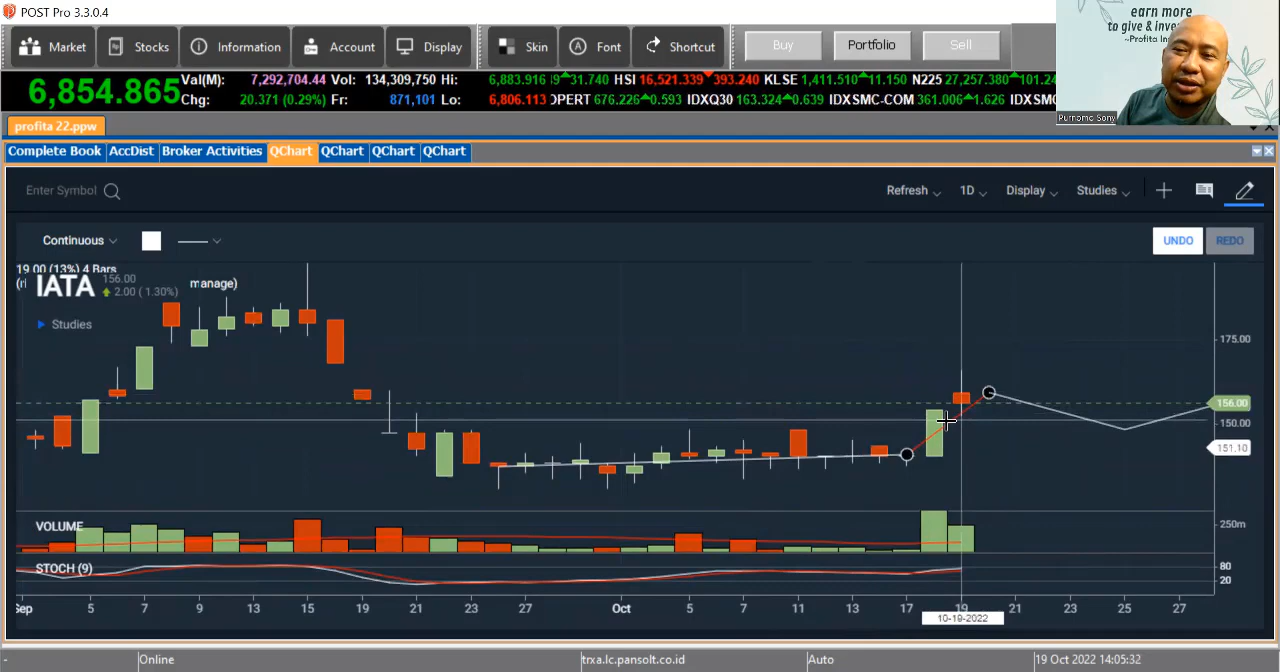 POST Pro 3.3.0.4
Market Stocks Information Account Display Skin Font Shortcut Buy Portfolio Sell
earn more
to give & inve
~Profita In
Purnomo Sony
6,854.865
Val(M): 7,292,704.44 Vol: 134,309,750 Hi: 6,883.916
Chg: 20.371 (0.29%) Fr: 871,101 Lo: 6,806.113
31.740 HSI 16,521.339 393.240 KLSE 1,411.510 11.150 N225 27,257.380 101.24
PERT 676.226 0.593 IDXQ30 163.324 0.639 IDXSMC-COM 361.006 1.626 IDXSM
profita 22.ppw
Complete Book AccDist Broker Activities QChart QChart QChart QChart
Enter Symbol Refresh 1D Display Studies
Continuous UNDO REDO
19.00 (13%) 4 Bars
IATA 156.00 manage)
2.00 ( 1.30%)
Studies
175.00
156.00
150.00
151.10
VOLUME 250m
STOCH (9) 80
20
Sep 5 7 9 13 15 19 21 23 27 Oct 5 7 11 13 17 19 21 23 25 27
10-19-2022
- Online trxa.lc.pansolt.co.id Auto 19 Oct 2022 14:05:32